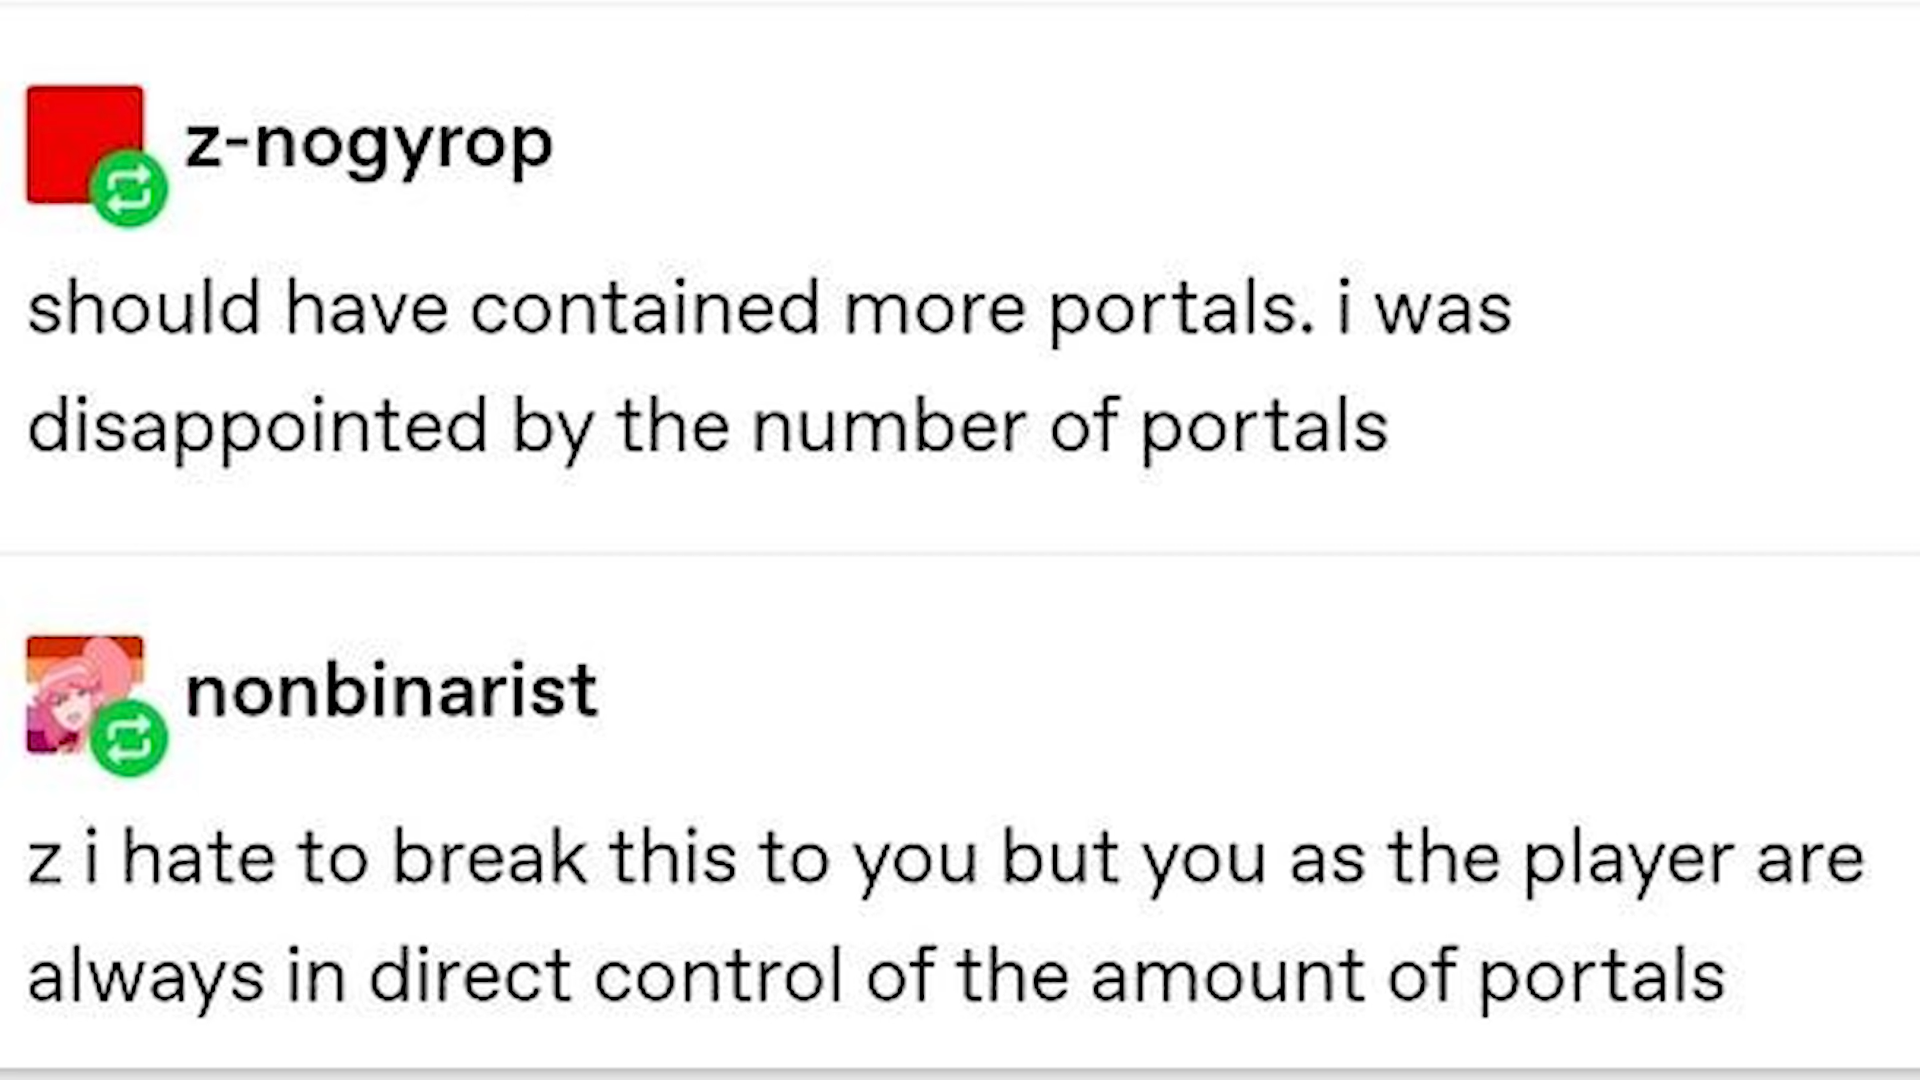 z-nogyrop
should have contained more portals. i was
disappointed by the number of portals
nonbinarist
z i hate to break this to you but you as the player are
always in direct control of the amount of portals